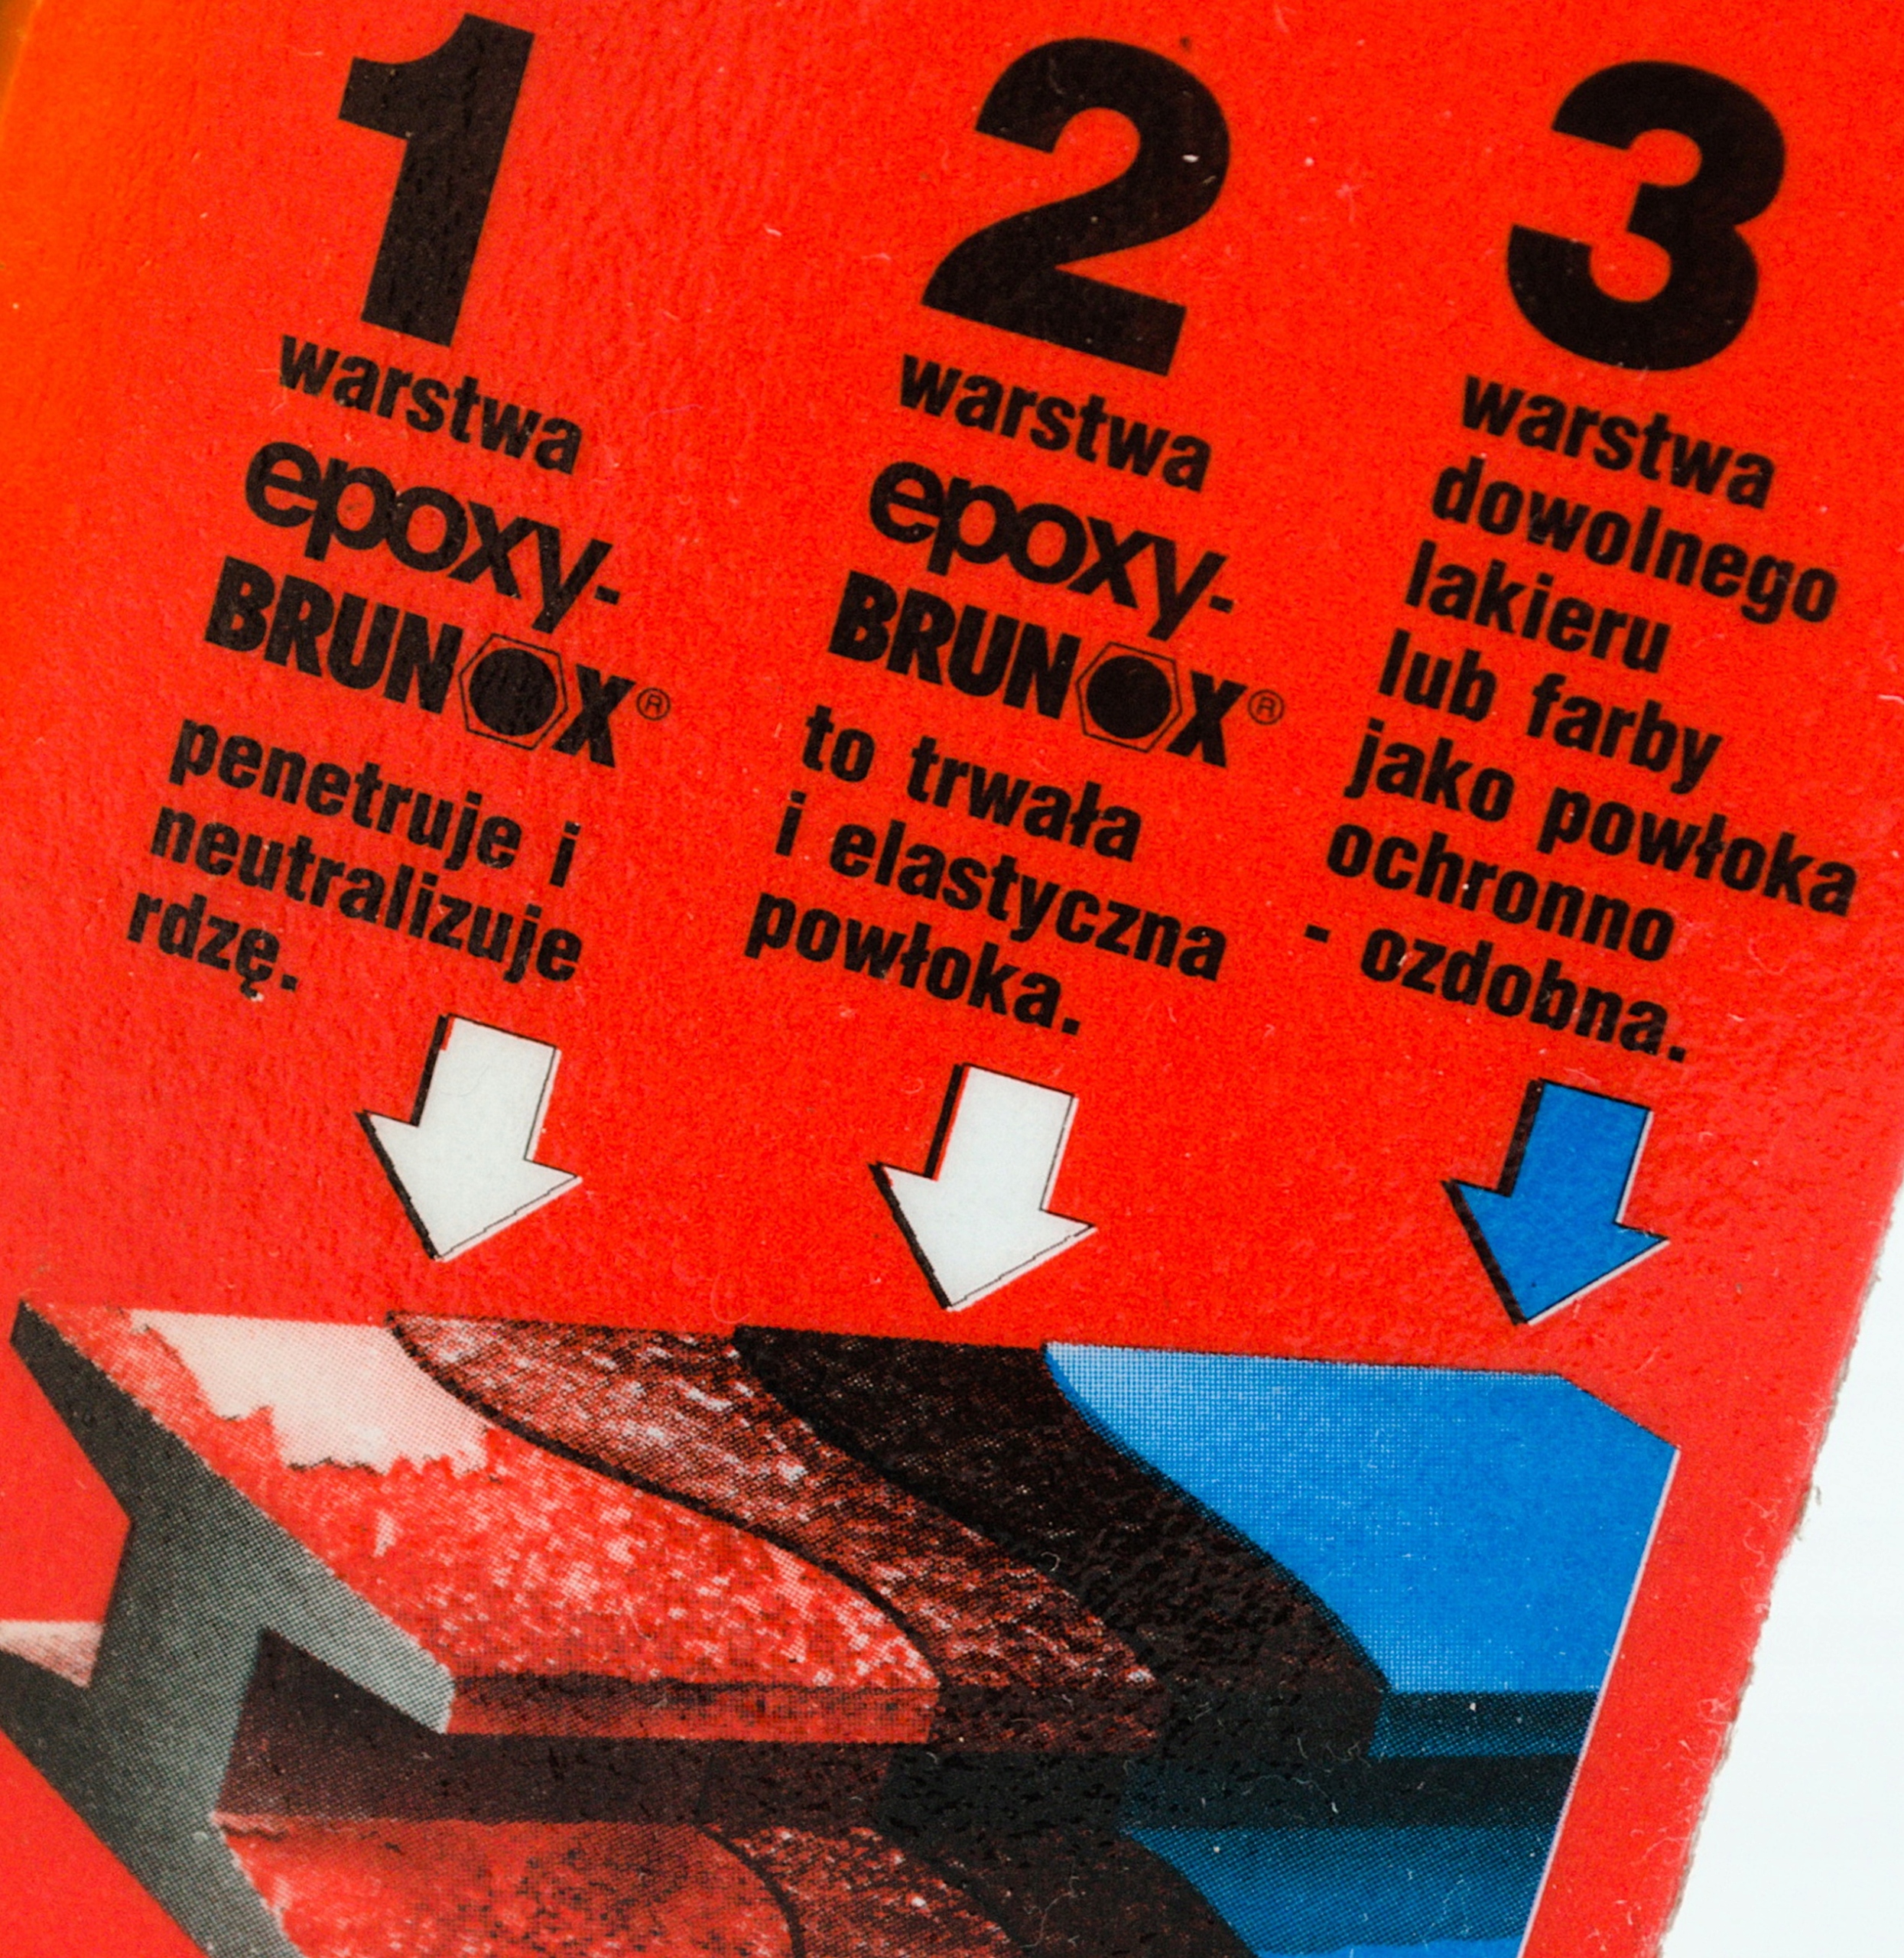 1
warstwa
epoxy-
BRUNOX®
penetruje i
neutralizuje
rdzę.
2
warstwa
epoxy-
BRUNOX®
to trwała
i elastyczna
powłoka.
3
warstwa
dowolnego
lakieru
lub farby
jako powłoka
ochronno
- ozdobna.